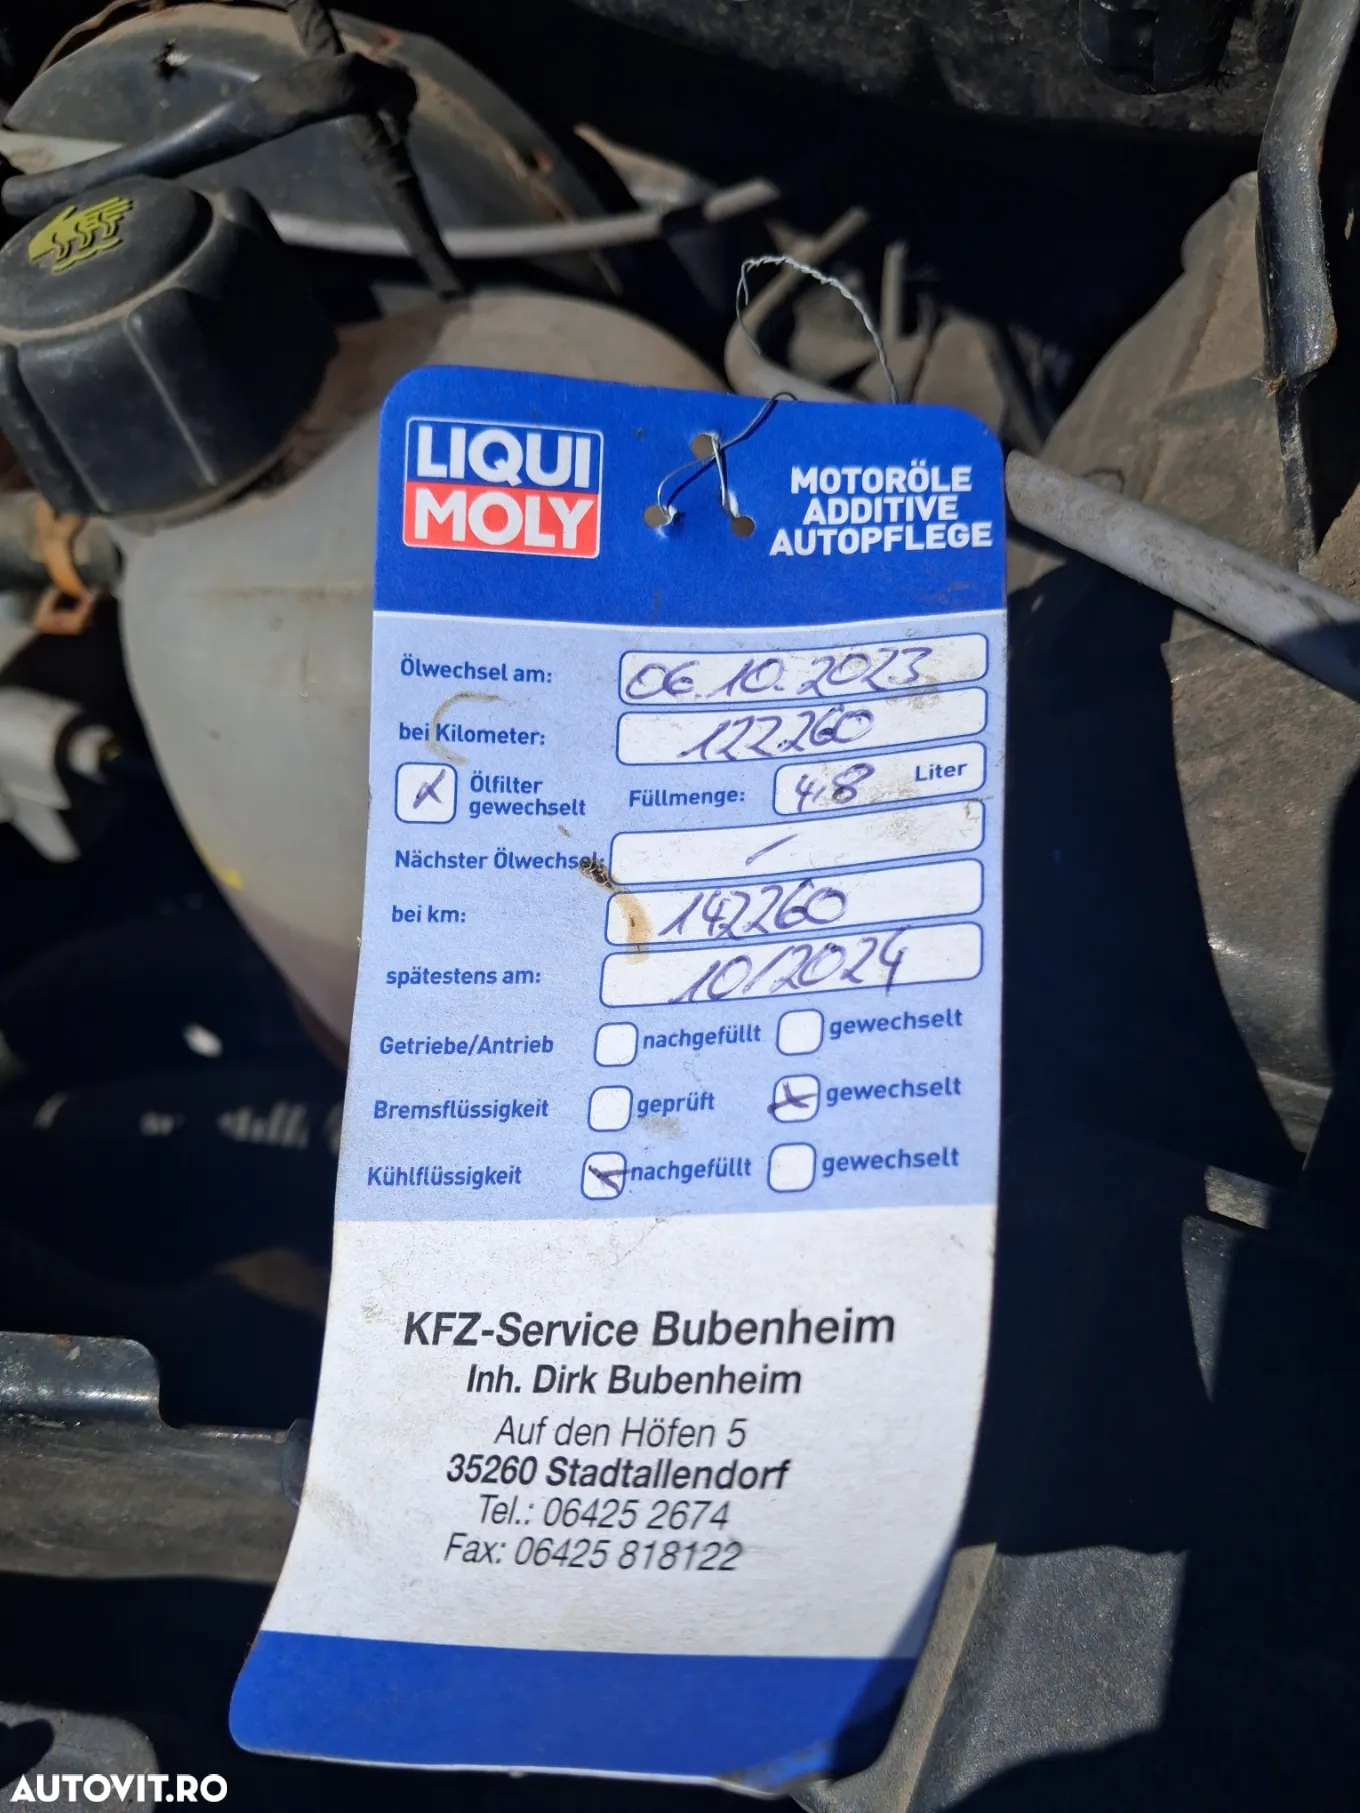 LIQUI
MOLY
MOTORÖLE
ADDITIVE
AUTOPFLEGE
Ölwechsel am: 06.10.2023
bei Kilometer: 122.260
x Ölfilter gewechselt Füllmenge: 4,8 Liter
Nächster Ölwechsel: -
bei km: 142260
spätestens am: 10/2024
Getriebe/Antrieb nachgefüllt gewechselt
Bremsflüssigkeit geprüft x gewechselt
Kühlflüssigkeit x nachgefüllt gewechselt
KFZ-Service Bubenheim
Inh. Dirk Bubenheim
Auf den Höfen 5
35260 Stadtallendorf
Tel.: 06425 2674
Fax: 06425 818122
AUTOVIT.RO